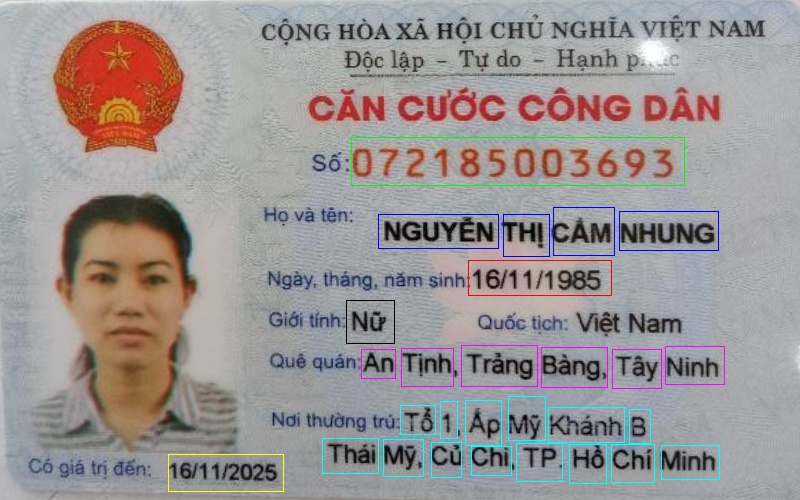 CỘNG HÒA XÃ HỘI CHỦ NGHĨA VIỆT NAM
Độc lập - Tự do - Hạnh phúc
CĂN CƯỚC CÔNG DÂN
Số: 072185003693
Họ và tên: NGUYỄN THỊ CẨM NHUNG
Ngày, tháng, năm sinh: 16/11/1985
Giới tính: Nữ Quốc tịch: Việt Nam
Quê quán: An Tịnh, Trảng Bàng, Tây Ninh
Nơi thường trú: Tổ 1, Ấp Mỹ Khánh B
Thái Mỹ, Củ Chi, TP. Hồ Chí Minh
Có giá trị đến: 16/11/2025